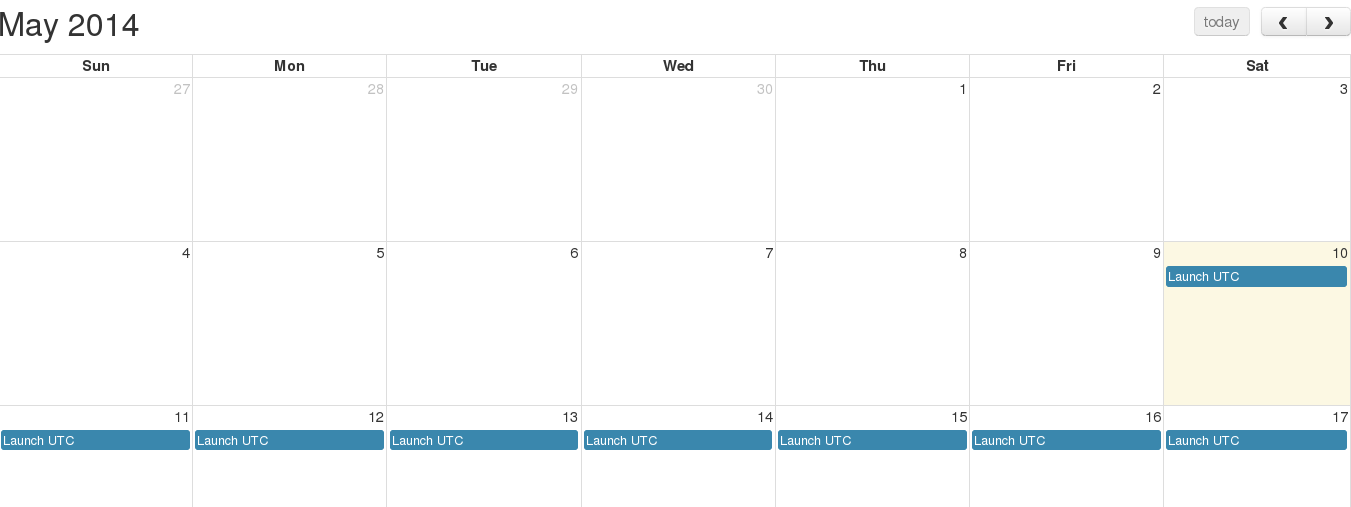 May 2014
today
Sun Mon Tue Wed Thu Fri Sat
27 28 29 30 1 2 3
4 5 6 7 8 9 10
Launch UTC
11 12 13 14 15 16 17
Launch UTC Launch UTC Launch UTC Launch UTC Launch UTC Launch UTC Launch UTC